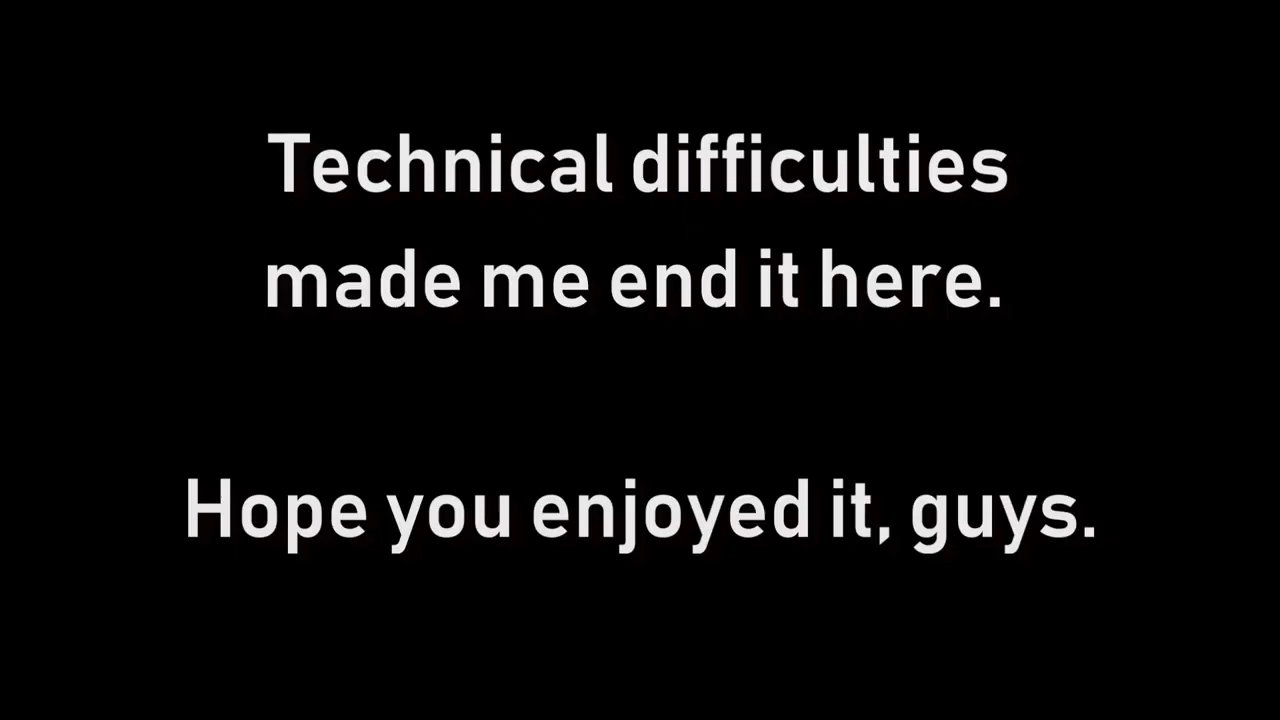 Technical difficulties
made me end it here.
Hope you enjoyed it, guys.